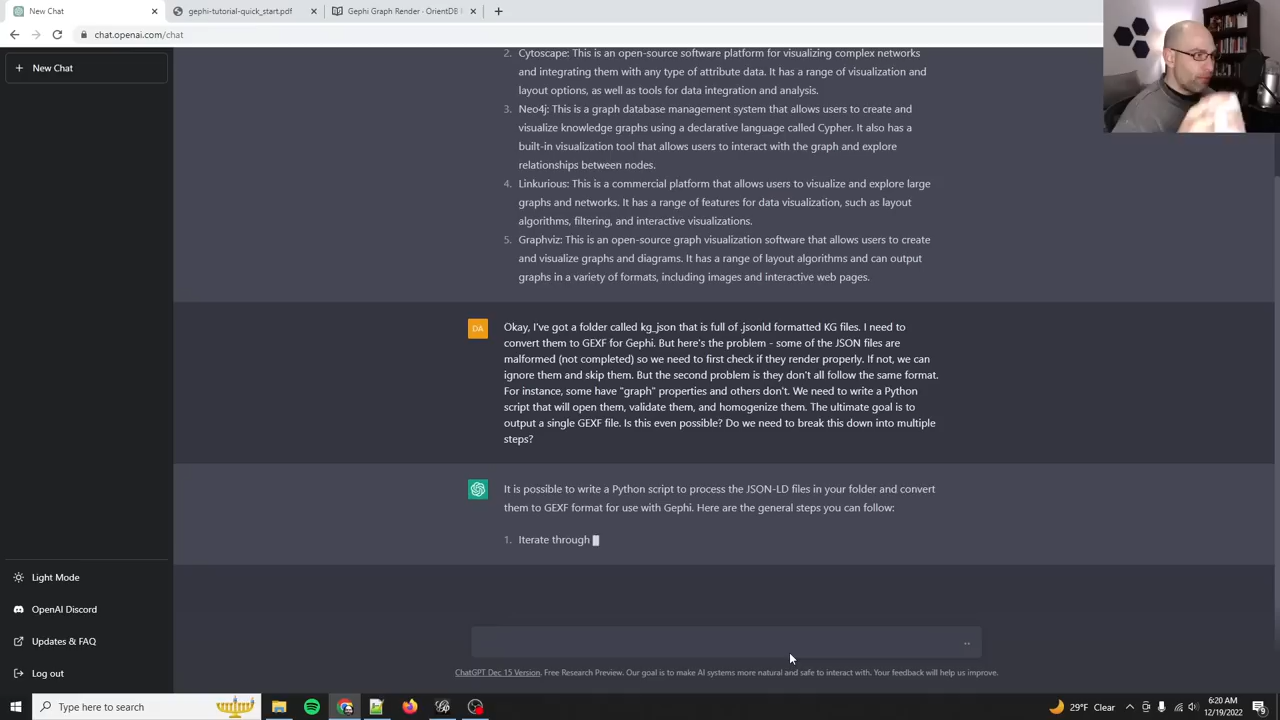 New Chat
gephi-tutorial-quick_start.pdf
Gephi Graph Render - OrientDB
chat.openai.com/chat
New Chat
2. Cytoscape: This is an open-source software platform for visualizing complex networks
and integrating them with any type of attribute data. It has a range of visualization and
layout options, as well as tools for data integration and analysis.
3. Neo4j: This is a graph database management system that allows users to create and
visualize knowledge graphs using a declarative language called Cypher. It also has a
built-in visualization tool that allows users to interact with the graph and explore
relationships between nodes.
4. Linkurious: This is a commercial platform that allows users to visualize and explore large
graphs and networks. It has a range of features for data visualization, such as layout
algorithms, filtering, and interactive visualizations.
5. Graphviz: This is an open-source graph visualization software that allows users to create
and visualize graphs and diagrams. It has a range of layout algorithms and can output
graphs in a variety of formats, including images and interactive web pages.
DA
Okay, I've got a folder called kg_json that is full of .jsonld formatted KG files. I need to
convert them to GEXF for Gephi. But here's the problem - some of the JSON files are
malformed (not completed) so we need to first check if they render properly. If not, we can
ignore them and skip them. But the second problem is they don't all follow the same format.
For instance, some have "graph" properties and others don't. We need to write a Python
script that will open them, validate them, and homogenize them. The ultimate goal is to
output a single GEXF file. Is this even possible? Do we need to break this down into multiple
steps?
It is possible to write a Python script to process the JSON-LD files in your folder and convert
them to GEXF format for use with Gephi. Here are the general steps you can follow:
1. Iterate through
Light Mode
OpenAI Discord
Updates & FAQ
Log out
ChatGPT Dec 15 Version. Free Research Preview. Our goal is to make AI systems more natural and safe to interact with. Your feedback will help us improve.
Type here to search
29°F Clear
6:20 AM
12/19/2022